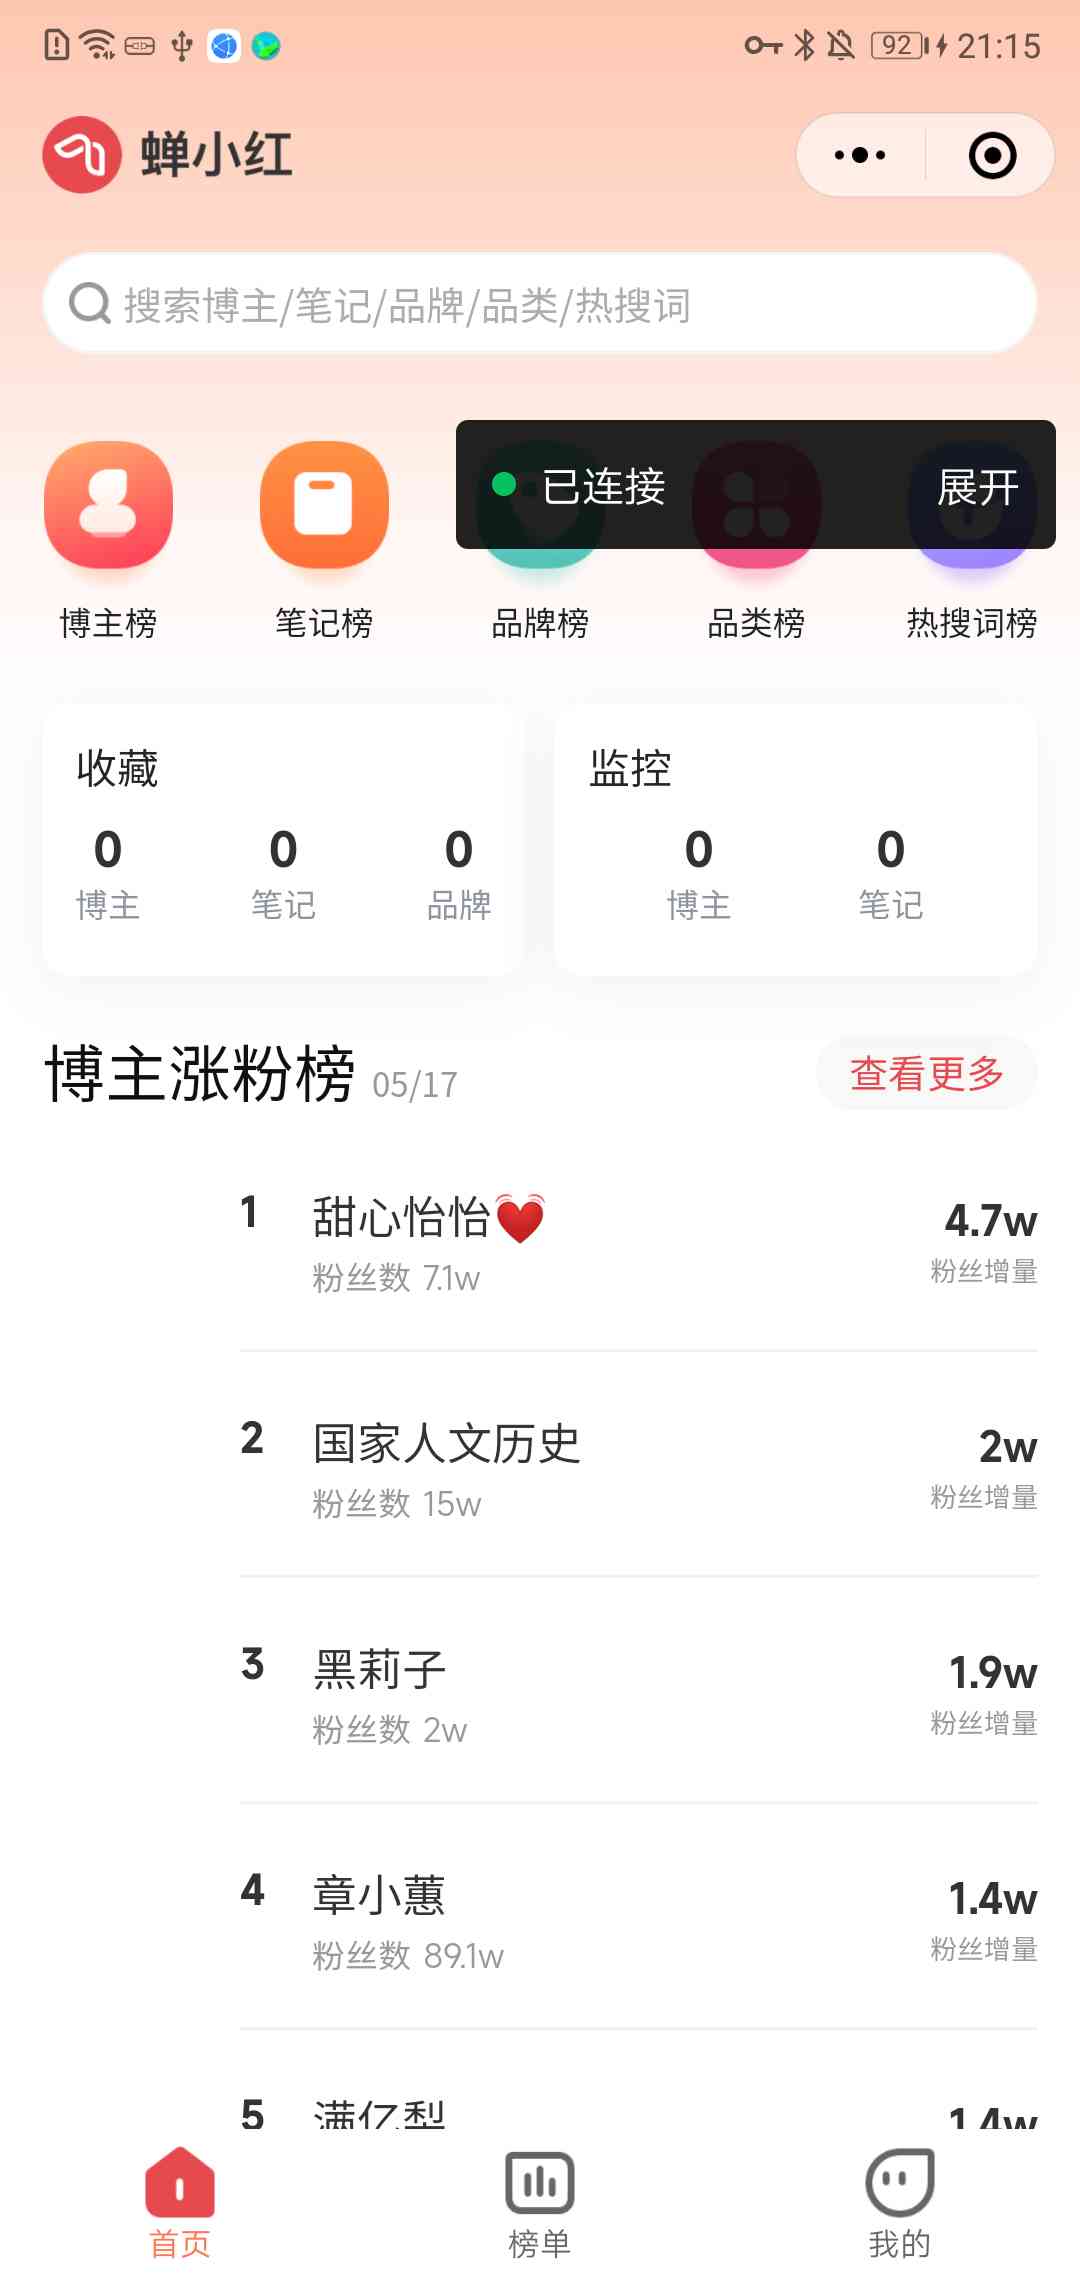 92 21:15
蝉小红
搜索博主/笔记/品牌/品类/热搜词
已连接 展开
博主榜 笔记榜 品牌榜 品类榜 热搜词榜
收藏 监控
0 0 0 0 0
博主 笔记 品牌 博主 笔记
博主涨粉榜 05/17 查看更多
1 甜心怡怡💓 4.7w
粉丝数 7.1w 粉丝增量
2 国家人文历史 2w
粉丝数 15w 粉丝增量
3 黑莉子 1.9w
粉丝数 2w 粉丝增量
4 章小蕙 1.4w
粉丝数 89.1w 粉丝增量
5 满亿梨 1.4w
首页 榜单 我的